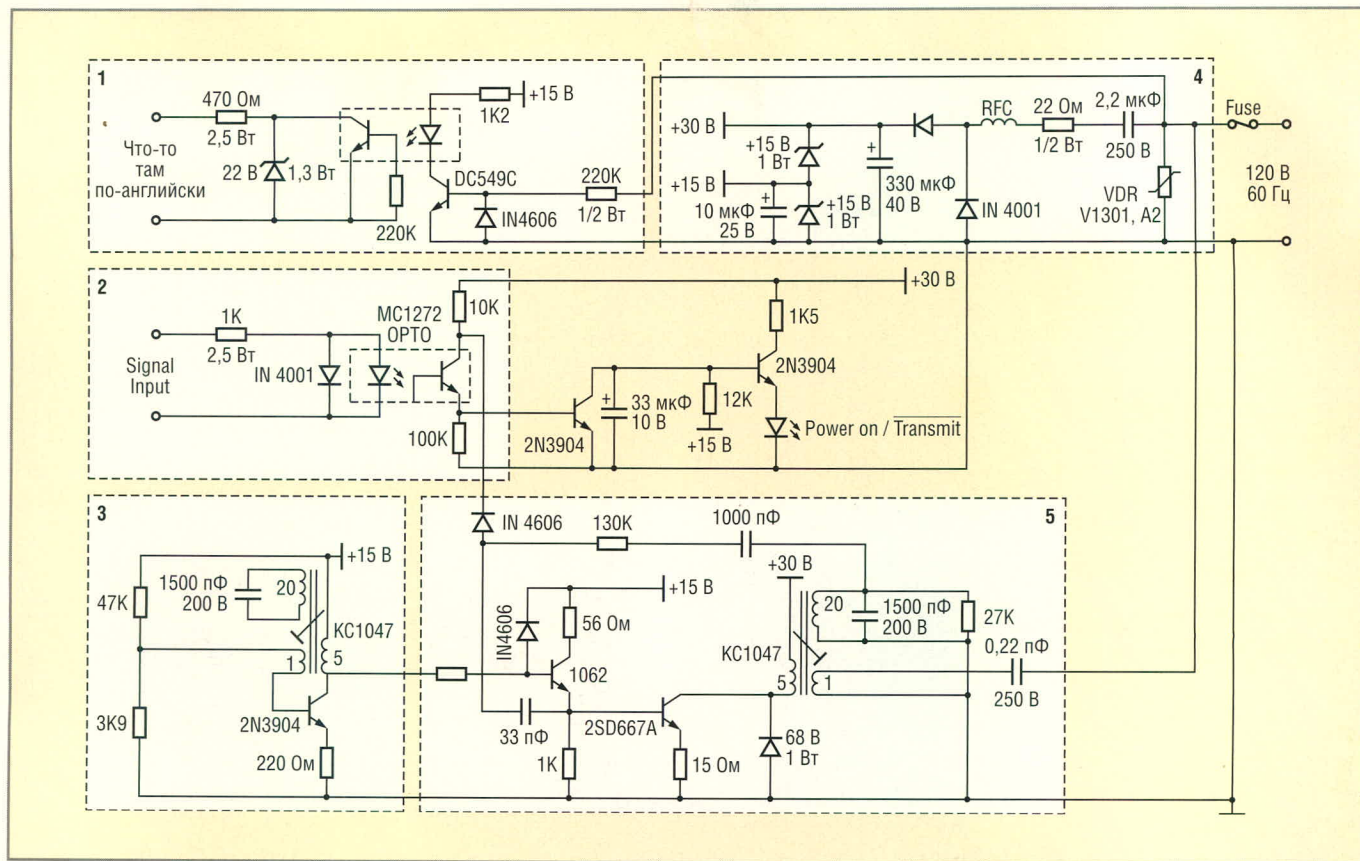 1
470 Ом
2,5 Вт
Что-то
там
по-английски
22 В
1,3 Вт
220K
1K2
+15 В
DC549C
IN4606
220K
1/2 Вт
4
+30 В
+15 В
+15 В
1 Вт
+15 В
1 Вт
10 мкФ
25 В
330 мкФ
40 В
IN 4001
RFC
22 Ом
1/2 Вт
2,2 мкФ
250 В
VDR
V1301, A2
Fuse
120 В
60 Гц
2
1K
2,5 Вт
Signal
Input
IN 4001
MC1272
OPTO
10K
100K
2N3904
33 мкФ
10 В
12K
+15 В
1K5
+30 В
2N3904
Power on / Transmit
3
47K
3K9
1500 пФ
200 В
20
+15 В
KC1047
1
5
2N3904
220 Ом
5
IN 4606
130K
1000 пФ
IN4606
56 Ом
+15 В
1062
33 пФ
1K
2SD667A
15 Ом
68 В
1 Вт
+30 В
KC1047
20
5
1
1500 пФ
200 В
27K
0,22 пФ
250 В